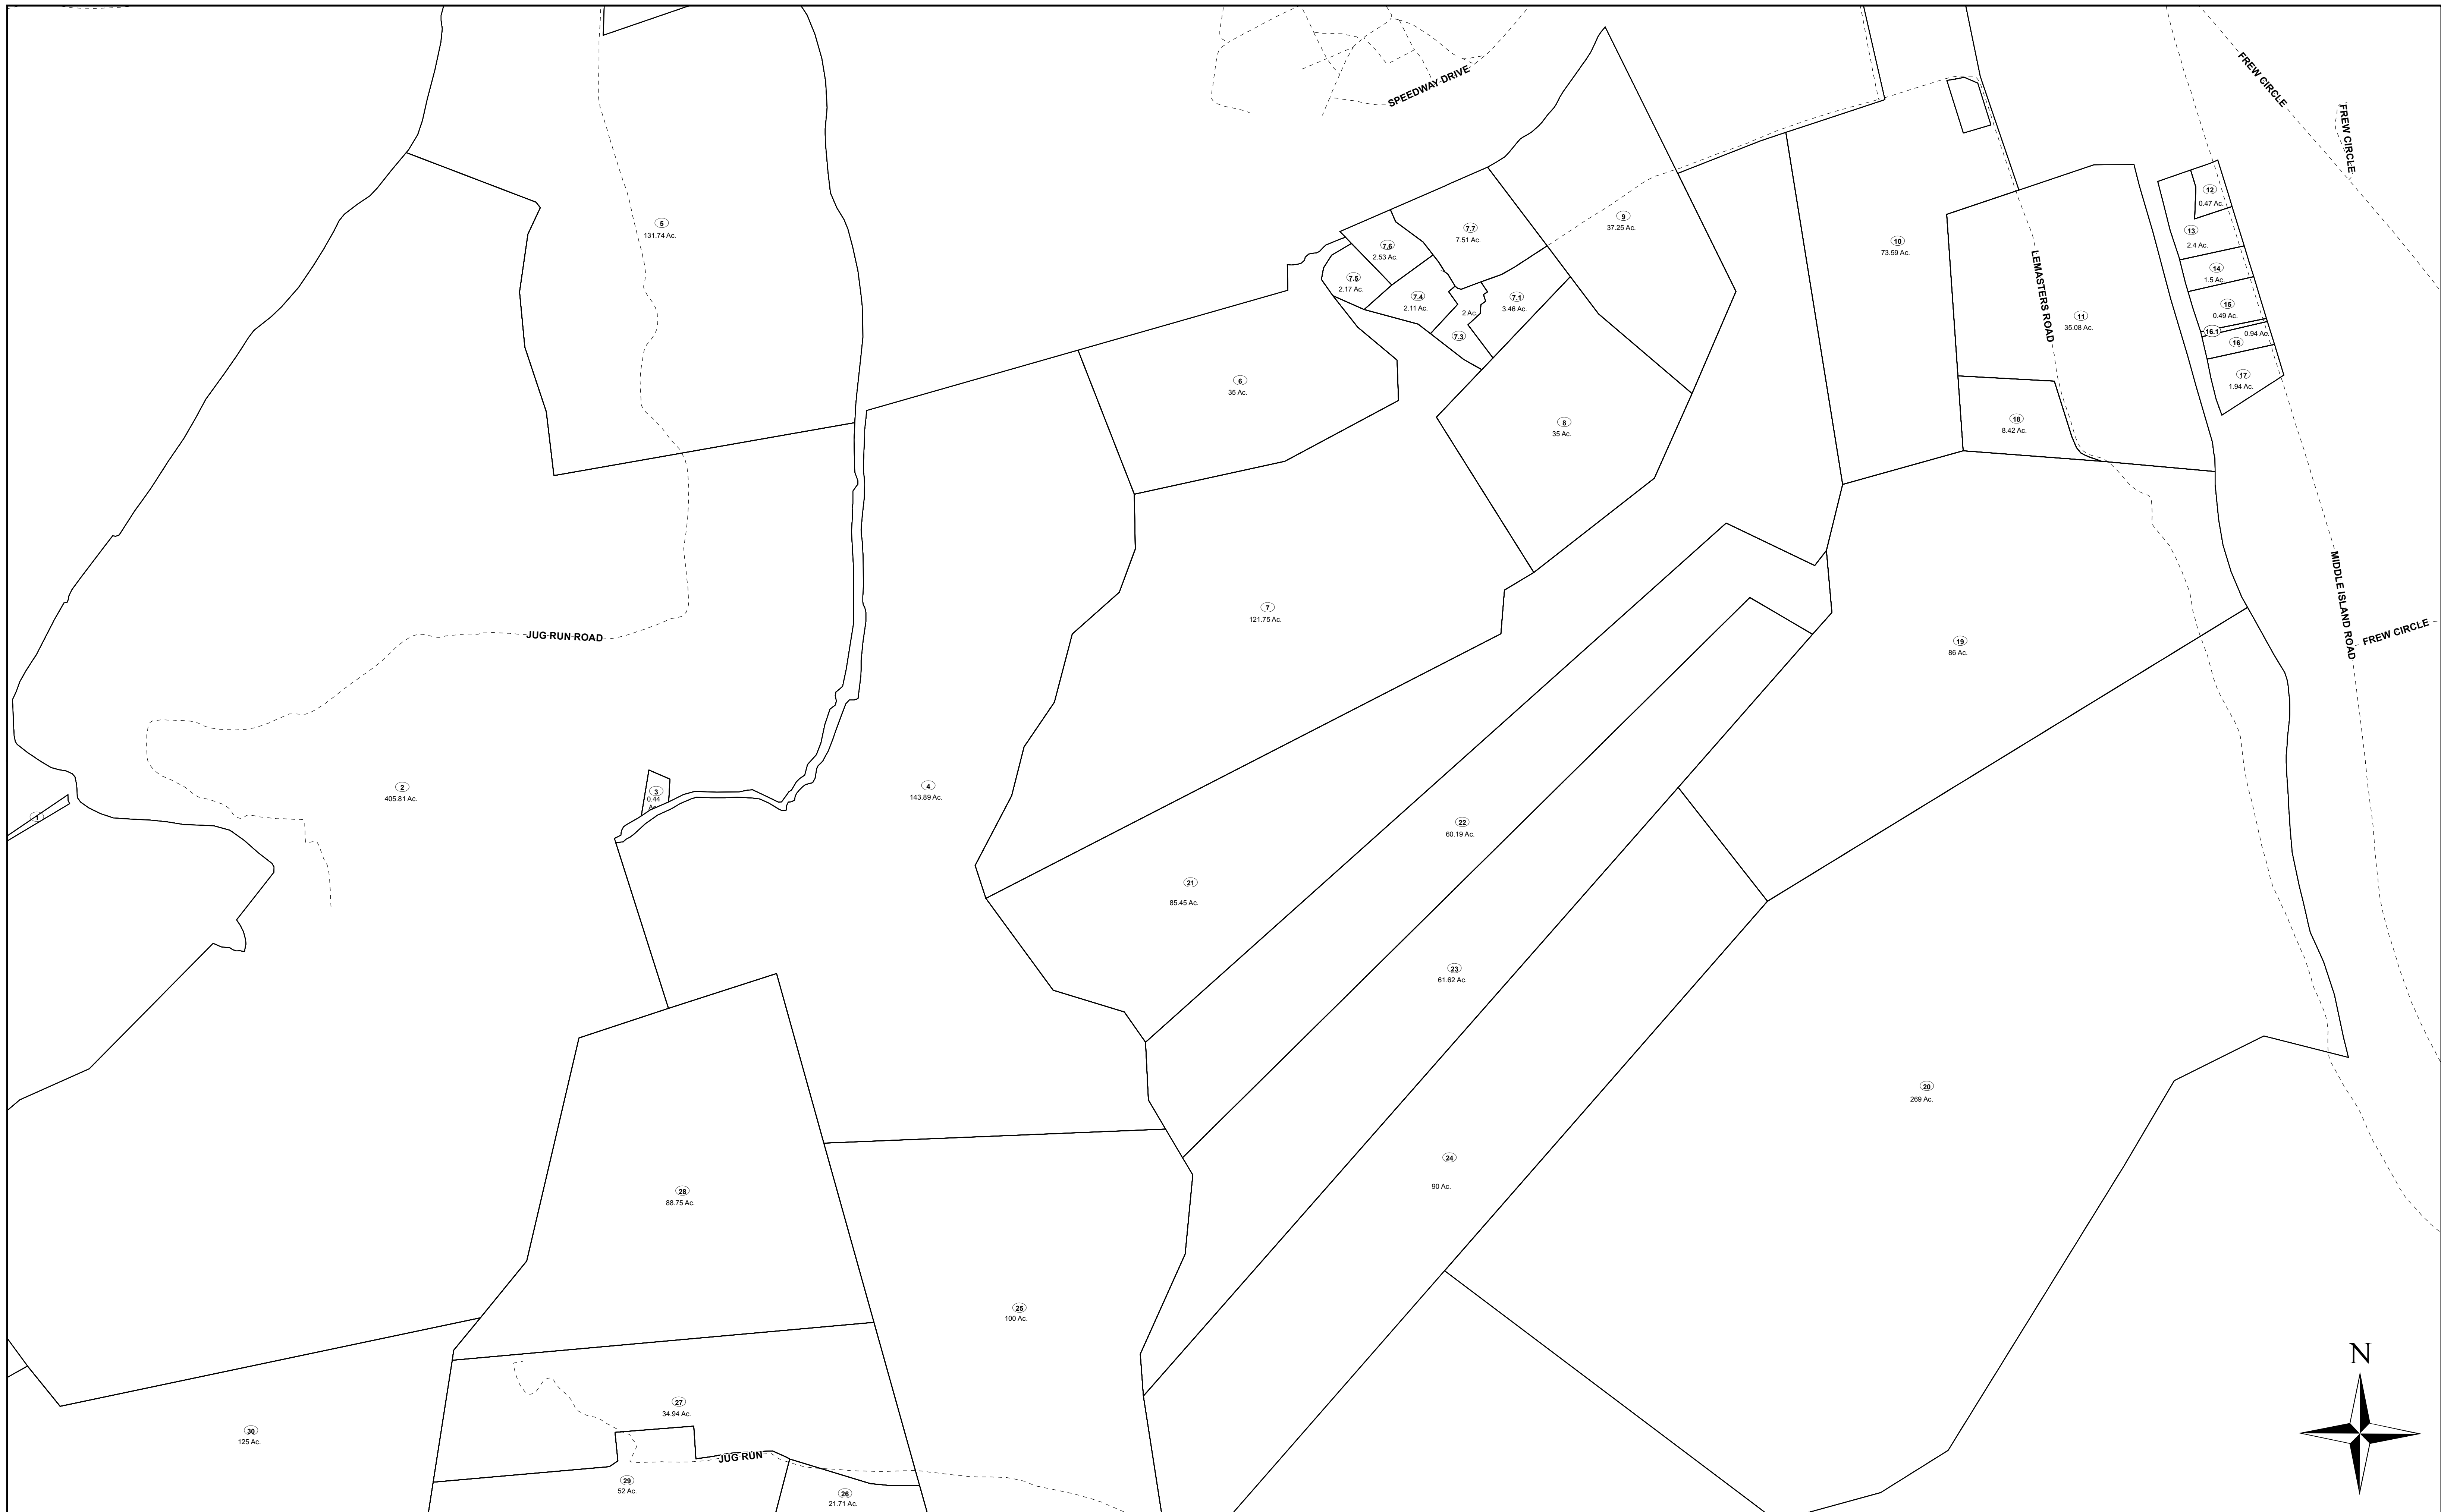 FREW CIRCLE
SPEEDWAY DRIVE
FREW CIRCLE
12
0.47 Ac.
5
131.74 Ac.
9
37.25 Ac.
7.7
7.51 Ac.
7.6
2.53 Ac.
10
73.59 Ac.
13
2.4 Ac.
14
1.5 Ac.
7.5
2.17 Ac.
7.4
2.11 Ac.
7.1
3.46 Ac.
2 Ac.
7.3
LEMASTERS ROAD
11
35.08 Ac.
15
0.49 Ac.
16.1
0.94 Ac.
16
17
1.94 Ac.
6
35 Ac.
8
35 Ac.
18
8.42 Ac.
7
121.75 Ac.
MIDDLE ISLAND ROAD
FREW CIRCLE
JUG RUN ROAD
19
86 Ac.
2
405.81 Ac.
3
0.44
Ac.
4
143.89 Ac.
1
22
60.19 Ac.
21
85.45 Ac.
23
61.62 Ac.
20
269 Ac.
24
90 Ac.
28
88.75 Ac.
25
100 Ac.
N
27
34.94 Ac.
30
125 Ac.
JUG RUN
29
52 Ac.
26
21.71 Ac.